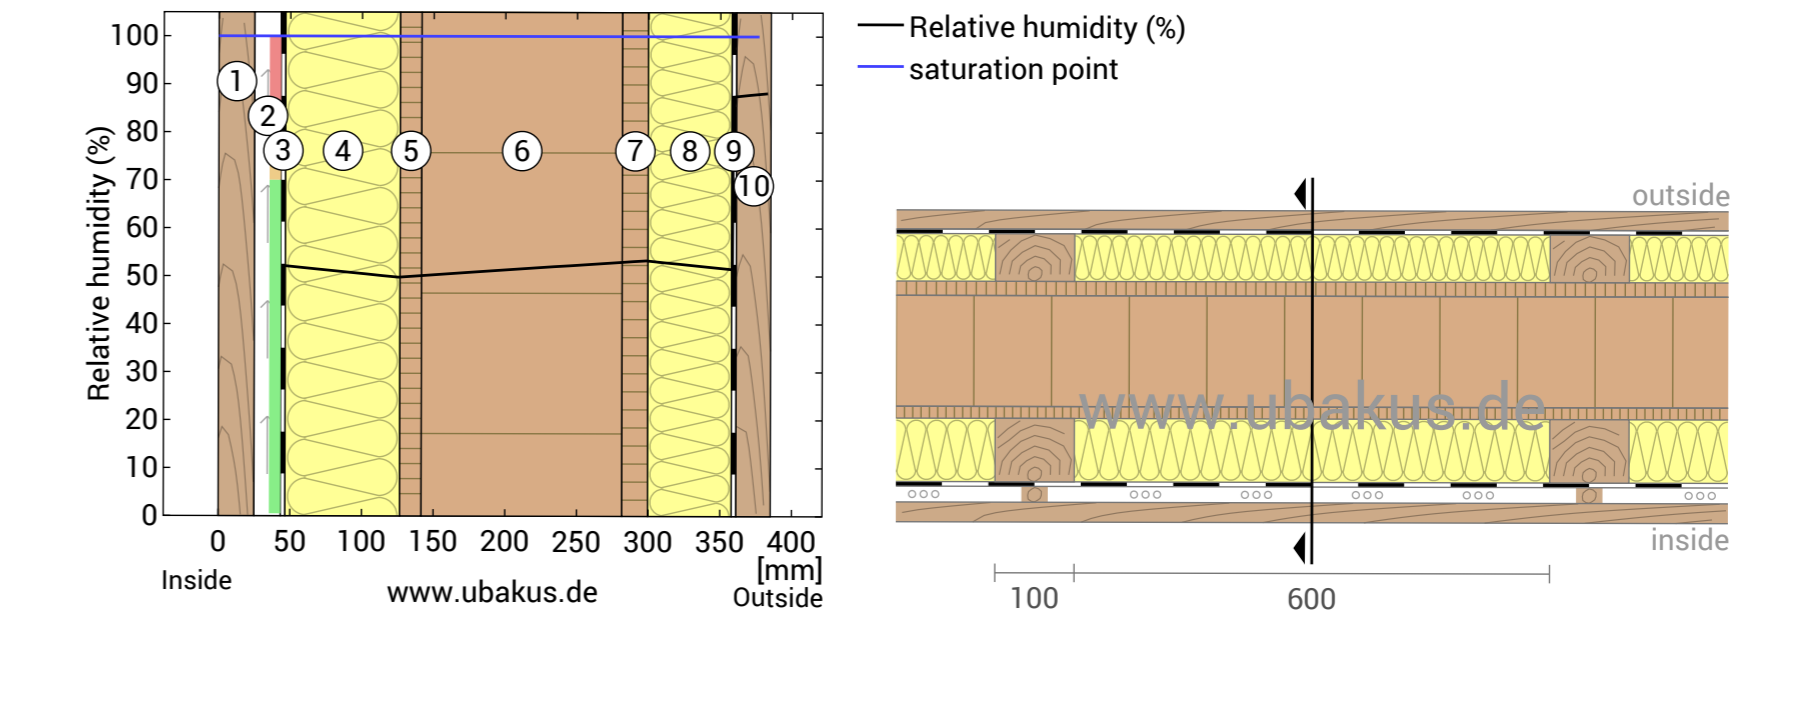 Relative humidity (%)
100
90
80
70
60
50
40
30
20
10
0
1
2
3
4
5
6
7
8
9
10
0 50 100 150 200 250 300 350 400
[mm]
Inside
www.ubakus.de
Outside
Relative humidity (%)
saturation point
outside
www.ubakus.de
inside
100
600